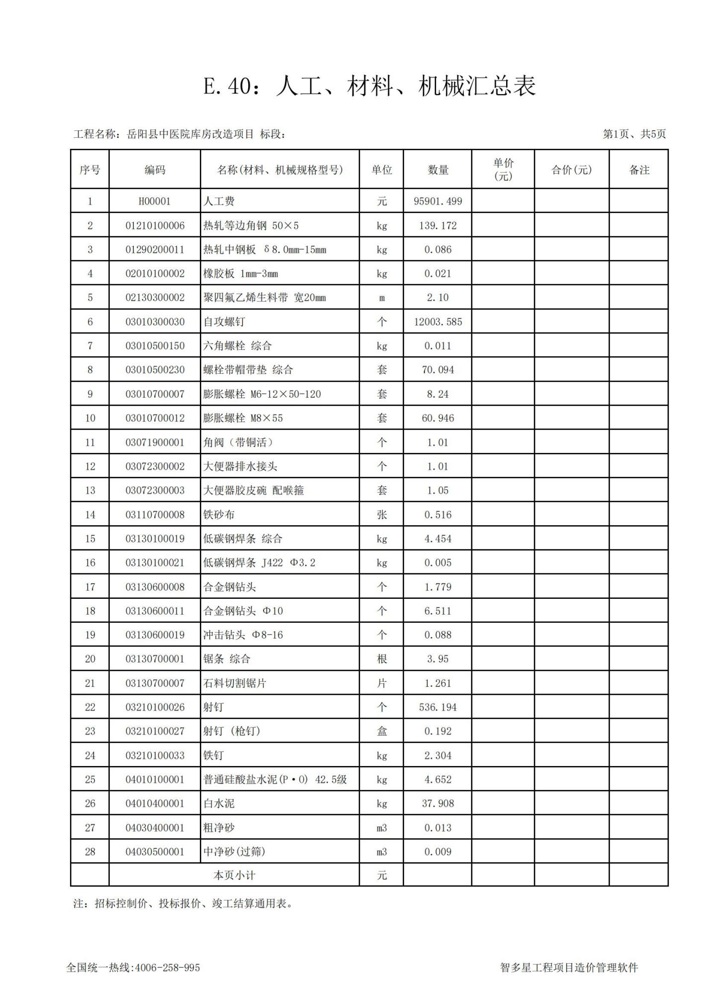 E.40：人工、材料、机械汇总表
工程名称：岳阳县中医院库房改造项目 标段： 第1页、共5页
序号 编码 名称(材料、机械规格型号) 单位 数量 单价(元) 合价(元) 备注
1 H00001 人工费 元 95901.499
2 01210100006 热轧等边角钢 50×5 kg 139.172
3 01290200011 热轧中钢板 δ8.0mm-15mm kg 0.086
4 02010100002 橡胶板 1mm-3mm kg 0.021
5 02130300002 聚四氟乙烯生料带 宽20mm m 2.10
6 03010300030 自攻螺钉 个 12003.585
7 03010500150 六角螺栓 综合 kg 0.011
8 03010500230 螺栓带帽带垫 综合 套 70.094
9 03010700007 膨胀螺栓 M6-12×50-120 套 8.24
10 03010700012 膨胀螺栓 M8×55 套 60.946
11 03071900001 角阀（带铜活） 个 1.01
12 03072300002 大便器排水接头 个 1.01
13 03072300003 大便器胶皮碗 配喉箍 套 1.05
14 03110700008 铁砂布 张 0.516
15 03130100019 低碳钢焊条 综合 kg 4.454
16 03130100021 低碳钢焊条 J422 Φ3.2 kg 0.005
17 03130600008 合金钢钻头 个 1.779
18 03130600011 合金钢钻头 Φ10 个 6.511
19 03130600019 冲击钻头 Φ8-16 个 0.088
20 03130700001 锯条 综合 根 3.95
21 03130700007 石料切割锯片 片 1.261
22 03210100026 射钉 个 536.194
23 03210100027 射钉 (枪钉) 盒 0.192
24 03210100033 铁钉 kg 2.304
25 04010100001 普通硅酸盐水泥(P·O) 42.5级 kg 4.652
26 04010400001 白水泥 kg 37.908
27 04030400001 粗净砂 m3 0.013
28 04030500001 中净砂(过筛) m3 0.009
本页小计 元
注：招标控制价、投标报价、竣工结算通用表。
全国统一热线:4006-258-995 智多星工程项目造价管理软件